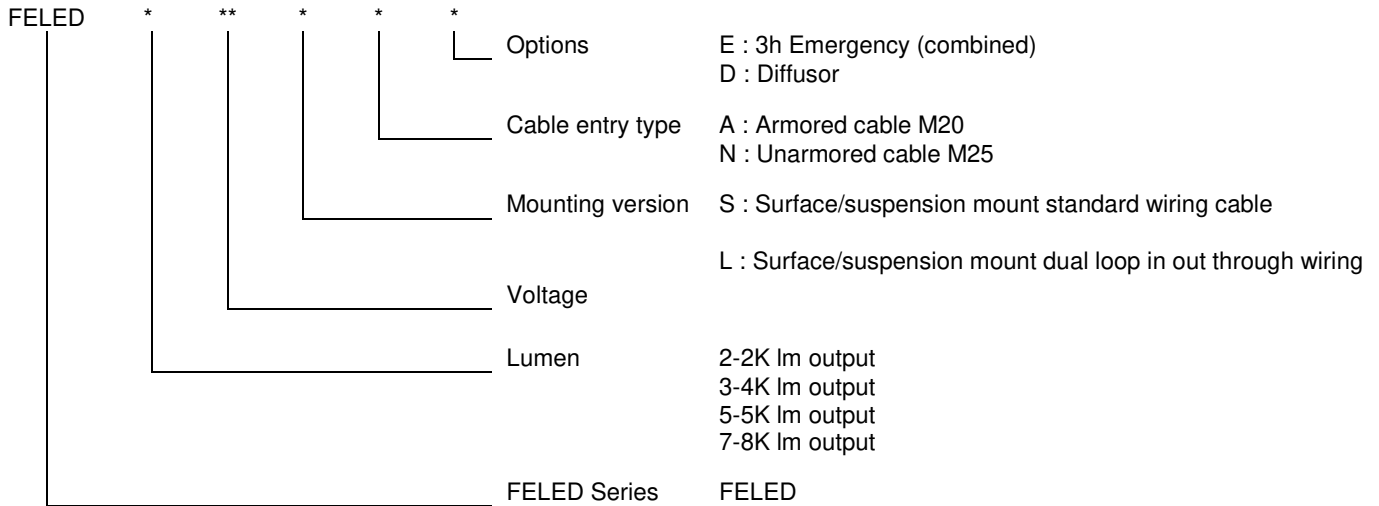 FELED * ** * * *
Options E : 3h Emergency (combined)
D : Diffusor
Cable entry type A : Armored cable M20
N : Unarmored cable M25
Mounting version S : Surface/suspension mount standard wiring cable
L : Surface/suspension mount dual loop in out through wiring
Voltage
Lumen 2-2K lm output
3-4K lm output
5-5K lm output
7-8K lm output
FELED Series FELED